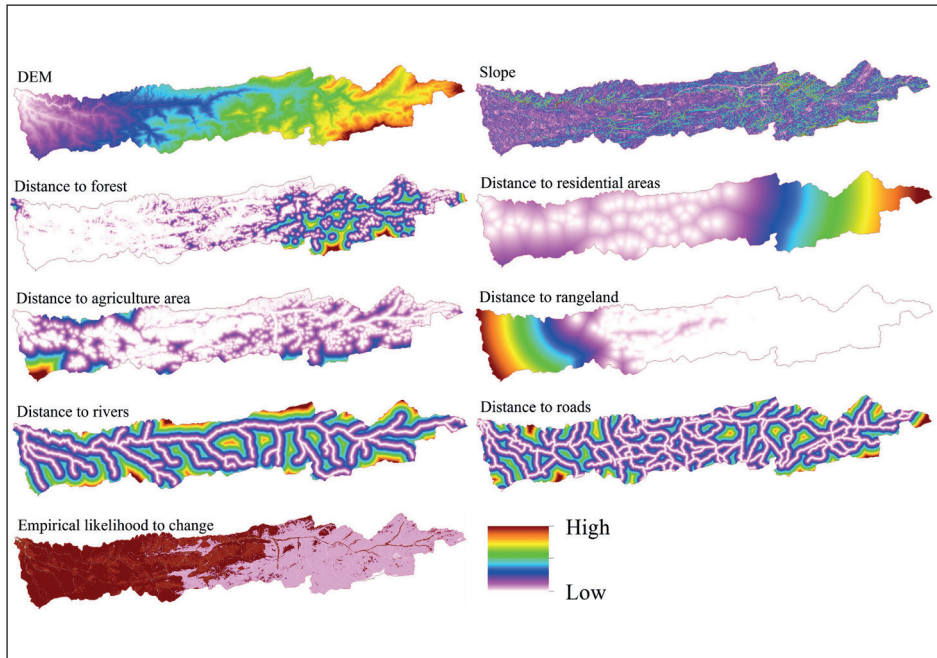 DEM
Slope
Distance to forest
Distance to residential areas
Distance to agriculture area
Distance to rangeland
Distance to rivers
Distance to roads
Empirical likelihood to change
High
Low